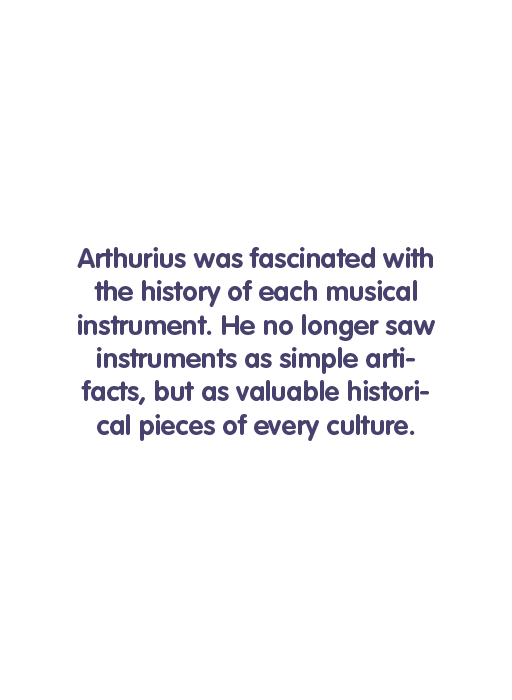 Arthurius was fascinated with
the history of each musical
instrument. He no longer saw
instruments as simple arti-
facts, but as valuable histori-
cal pieces of every culture.